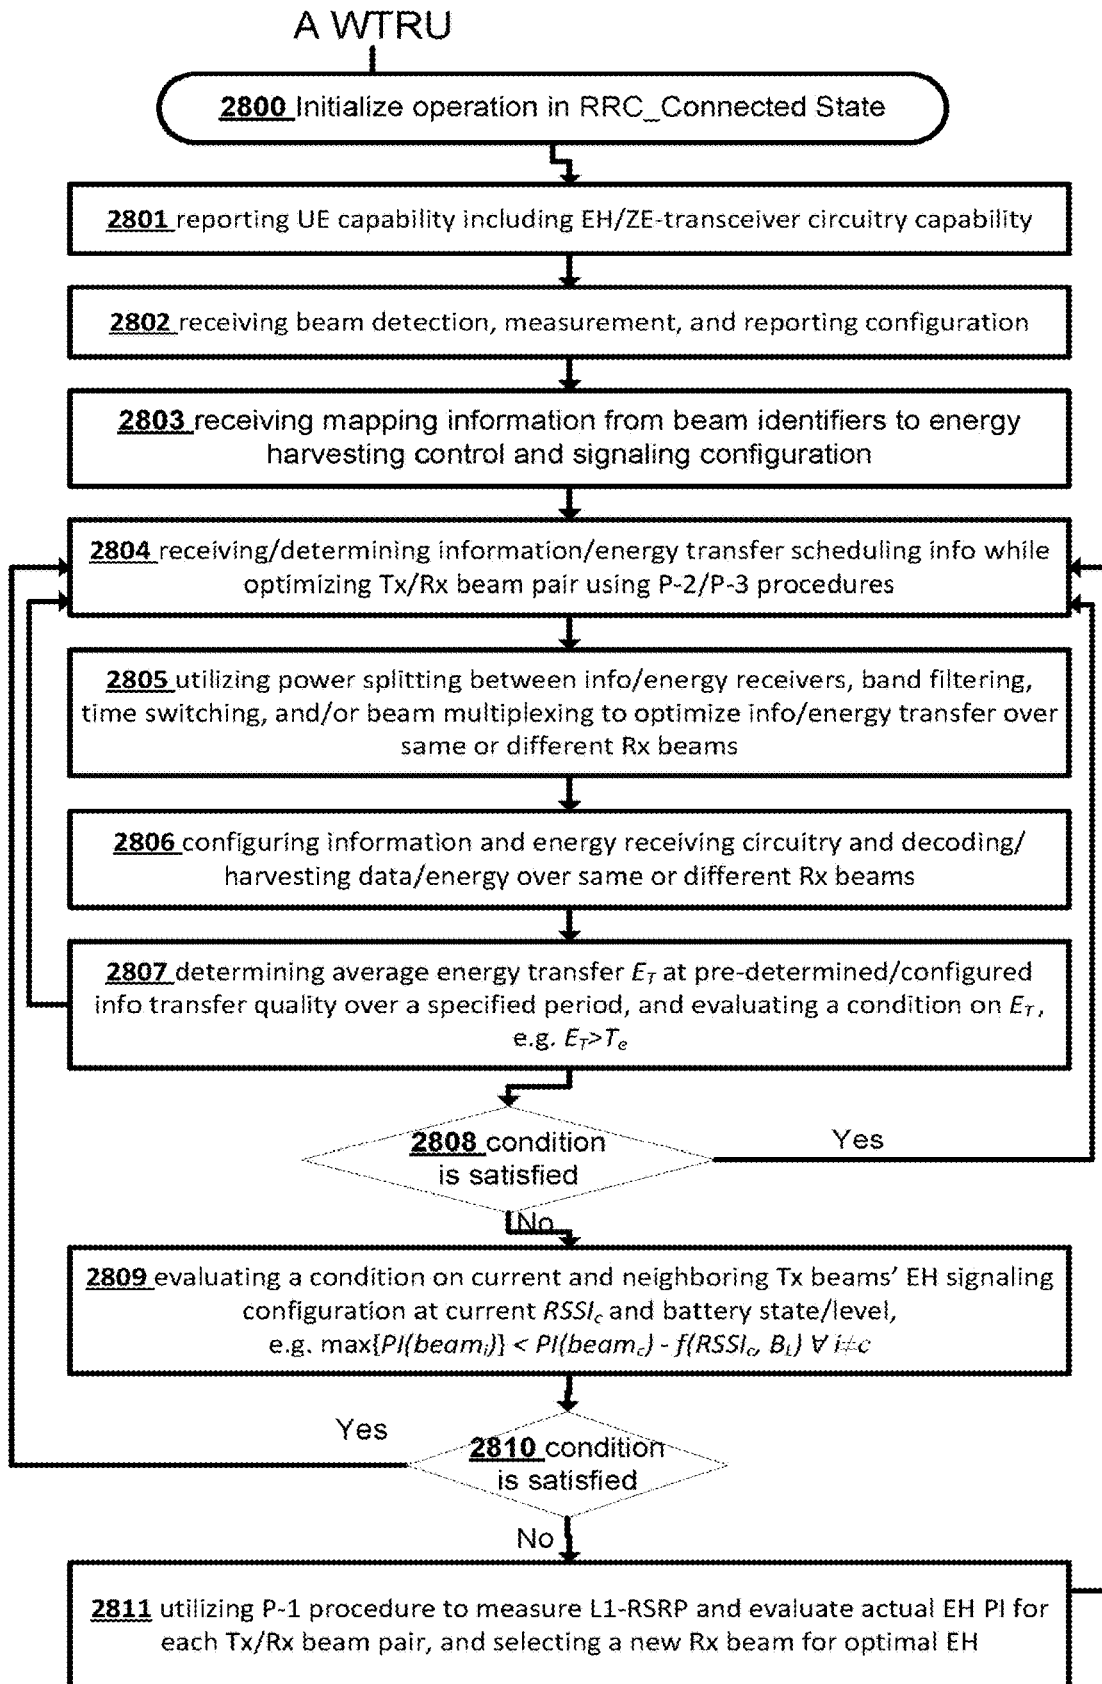 A WTRU
2800 Initialize operation in RRC_Connected State
2801 reporting UE capability including EH/ZE-transceiver circuitry capability
2802 receiving beam detection, measurement, and reporting configuration
2803 receiving mapping information from beam identifiers to energy
harvesting control and signaling configuration
2804 receiving/determining information/energy transfer scheduling info while
optimizing Tx/Rx beam pair using P-2/P-3 procedures
2805 utilizing power splitting between info/energy receivers, band filtering,
time switching, and/or beam multiplexing to optimize info/energy transfer over
same or different Rx beams
2806 configuring information and energy receiving circuitry and decoding/
harvesting data/energy over same or different Rx beams
2807 determining average energy transfer E_T at pre-determined/configured
info transfer quality over a specified period, and evaluating a condition on E_T,
e.g. E_T>T_e
2808 condition
is satisfied
Yes
No
2809 evaluating a condition on current and neighboring Tx beams' EH signaling
configuration at current RSSI_c and battery state/level,
e.g. max{PI(beam_i)} < PI(beam_c) - f(RSSI_c, B_L) ∀ i≠c
Yes
2810 condition
is satisfied
No
2811 utilizing P-1 procedure to measure L1-RSRP and evaluate actual EH PI for
each Tx/Rx beam pair, and selecting a new Rx beam for optimal EH